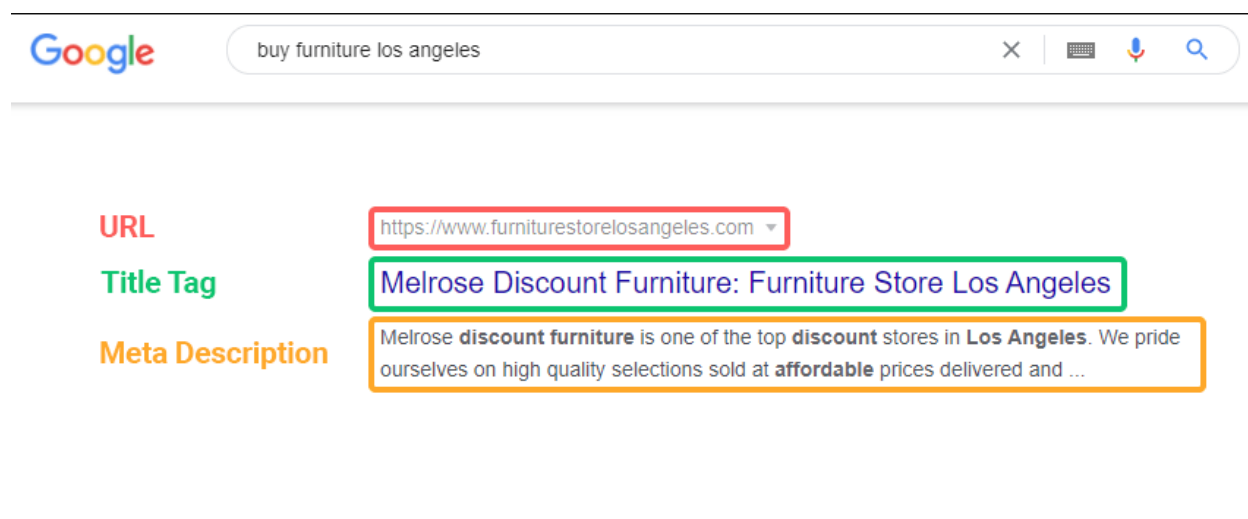 Google
buy furniture los angeles
URL
https://www.furniturestorelosangeles.com
Title Tag
Melrose Discount Furniture: Furniture Store Los Angeles
Meta Description
Melrose discount furniture is one of the top discount stores in Los Angeles. We pride
ourselves on high quality selections sold at affordable prices delivered and ...